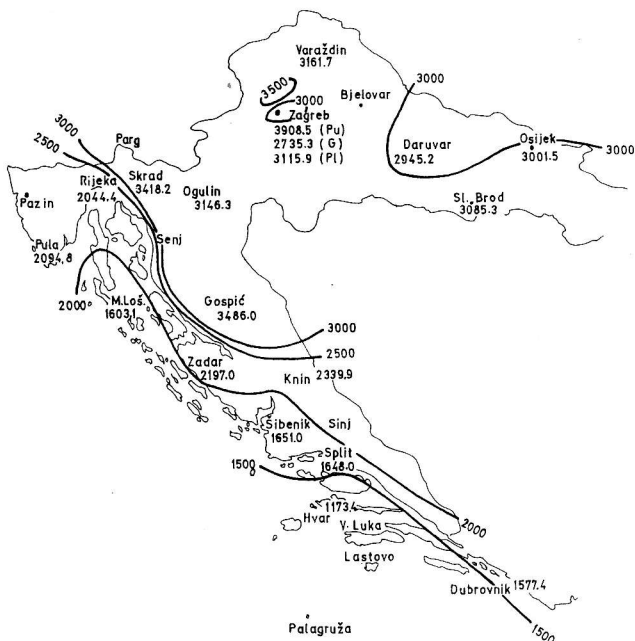 Varaždin
3161.7
3500
3000
Zagreb
3908.5 (Pu)
2735.3 (G)
3115.9 (Pl)
Bjelovar
3000
Daruvar
2945.2
Osijek
3001.5
3000
Sl. Brod
3085.3
3000
2500
Parg
Skrad
3418.2
Rijeka
2044.4
Ogulin
3146.3
Pazin
Senj
Pula
2094,8
2000
M.Loš.
1603,1
Gospić
3486.0
3000
2500
Zadar
2197.0
Knin 2339,9
Šibenik
1651.0
Sinj
Split
1648.0
1500
1173.4
Hvar
V. Luka
2000
Lastovo
Dubrovnik 1577.4
1500
Palagruža